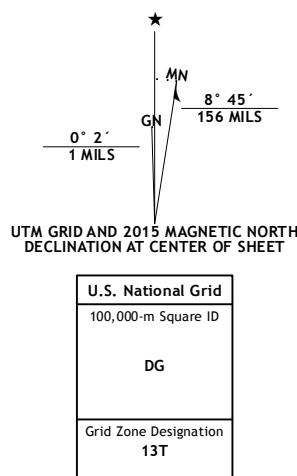 ★
MN
8° 45´
156 MILS
GN
0° 2´
1 MILS
UTM GRID AND 2015 MAGNETIC NORTH
DECLINATION AT CENTER OF SHEET
U.S. National Grid
100,000-m Square ID
DG
Grid Zone Designation
13T